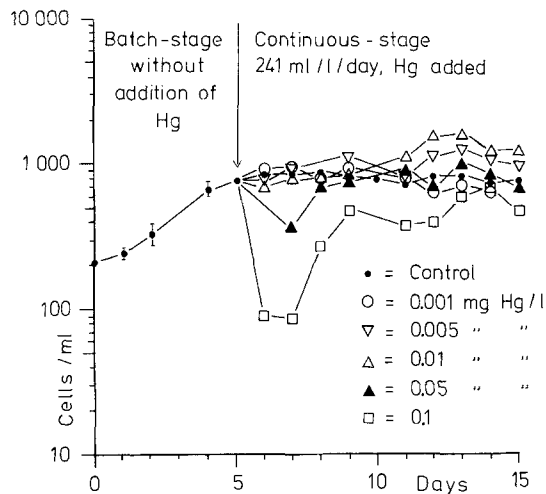 10 000
Batch-stage
without
addition of
Hg
Continuous-stage
241 ml/l/day, Hg added
1 000
100
10
Cells/ml
• = Control
○ = 0.001 mg Hg/l
▽ = 0.005 " "
△ = 0.01 " "
▲ = 0.05 " "
□ = 0.1
0
5
10
15
Days